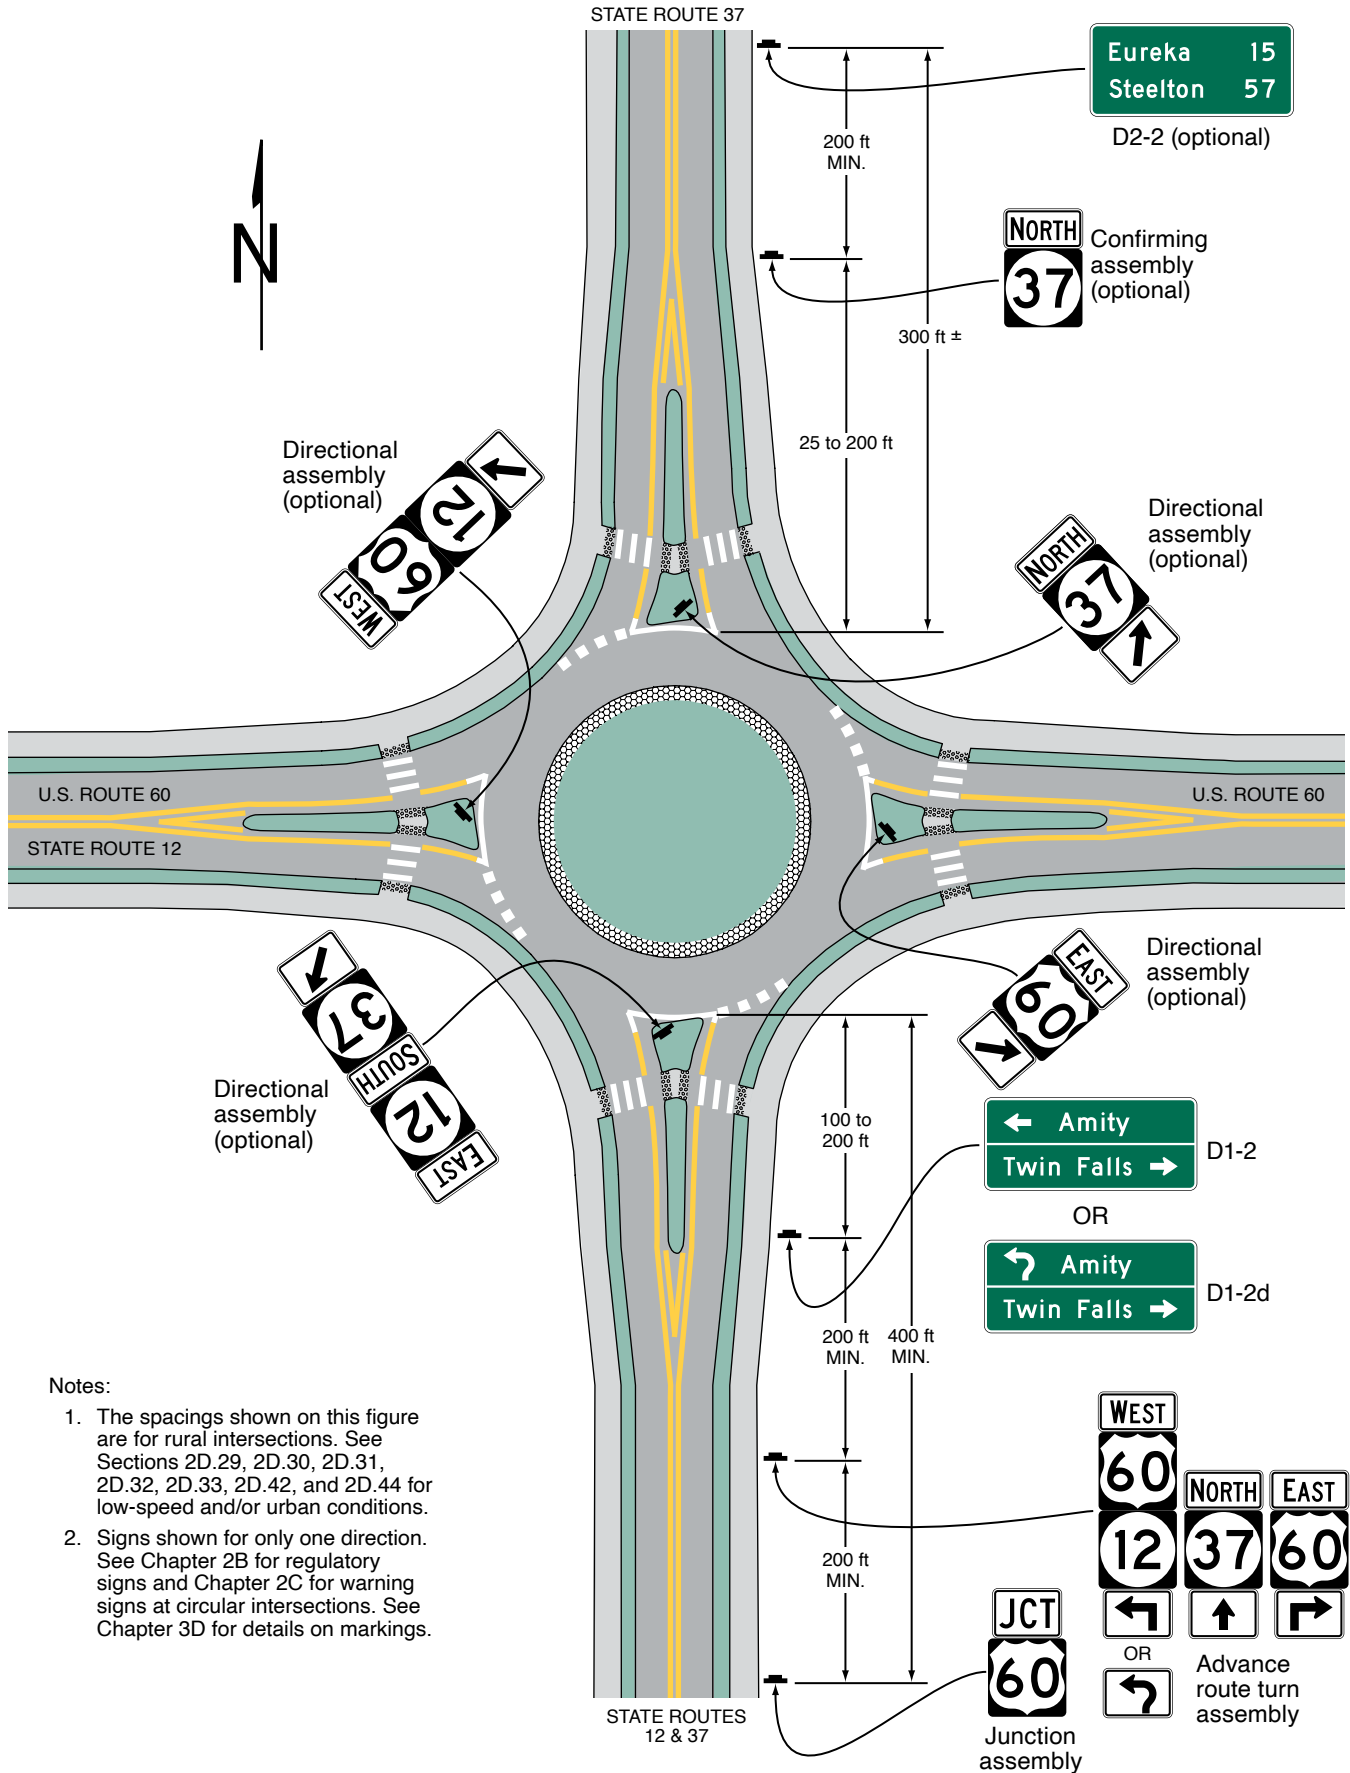 STATE ROUTE 37
Eureka 15
Steelton 57
D2-2 (optional)
200 ft
MIN.
N
NORTH
37
Confirming
assembly
(optional)
300 ft ±
25 to 200 ft
Directional
assembly
(optional)
12
60
WEST
Directional
assembly
(optional)
NORTH
37
U.S. ROUTE 60
STATE ROUTE 12
U.S. ROUTE 60
37
SOUTH
12
EAST
Directional
assembly
(optional)
EAST
60
Directional
assembly
(optional)
100 to
200 ft
Amity
Twin Falls
D1-2
OR
Amity
Twin Falls
D1-2d
200 ft
MIN.
400 ft
MIN.
Notes:
1. The spacings shown on this figure
are for rural intersections. See
Sections 2D.29, 2D.30, 2D.31,
2D.32, 2D.33, 2D.42, and 2D.44 for
low-speed and/or urban conditions.
2. Signs shown for only one direction.
See Chapter 2B for regulatory
signs and Chapter 2C for warning
signs at circular intersections. See
Chapter 3D for details on markings.
WEST
60
NORTH EAST
12 37 60
200 ft
MIN.
OR
Advance
route turn
assembly
JCT
60
Junction
assembly
STATE ROUTES
12 & 37